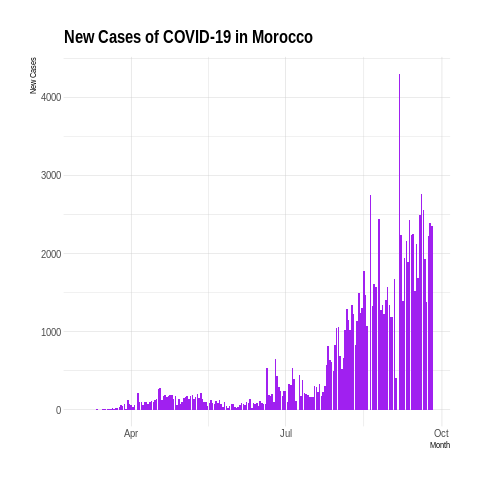 New Cases of COVID-19 in Morocco
New Cases
4000
3000
2000
1000
0
Apr
Jul
Oct
Month